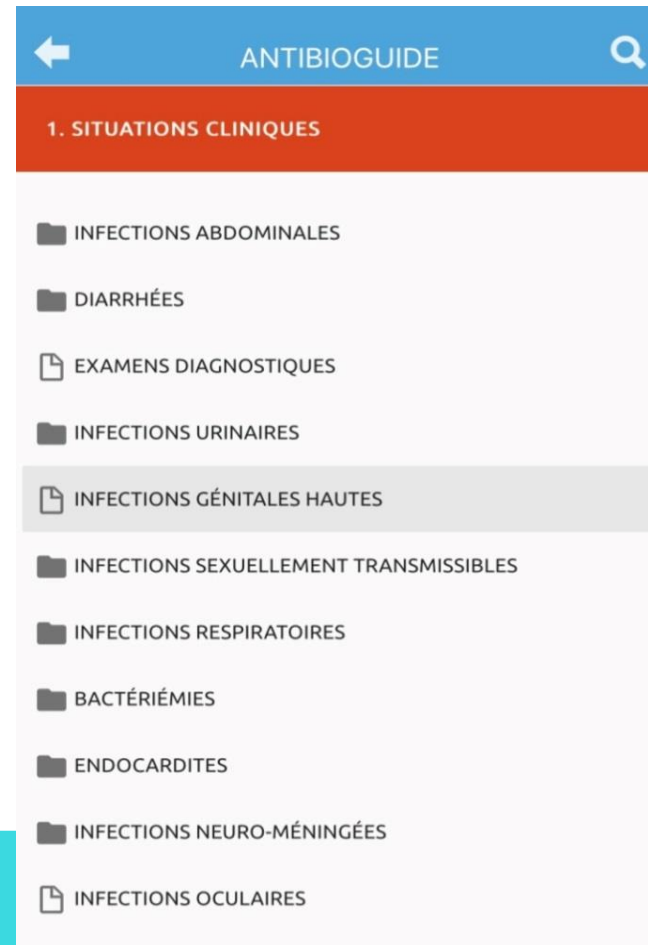 ANTIBIOGUIDE
1. SITUATIONS CLINIQUES
INFECTIONS ABDOMINALES
DIARRHÉES
EXAMENS DIAGNOSTIQUES
INFECTIONS URINAIRES
INFECTIONS GÉNITALES HAUTES
INFECTIONS SEXUELLEMENT TRANSMISSIBLES
INFECTIONS RESPIRATOIRES
BACTÉRIÉMIES
ENDOCARDITES
INFECTIONS NEURO-MÉNINGÉES
INFECTIONS OCULAIRES